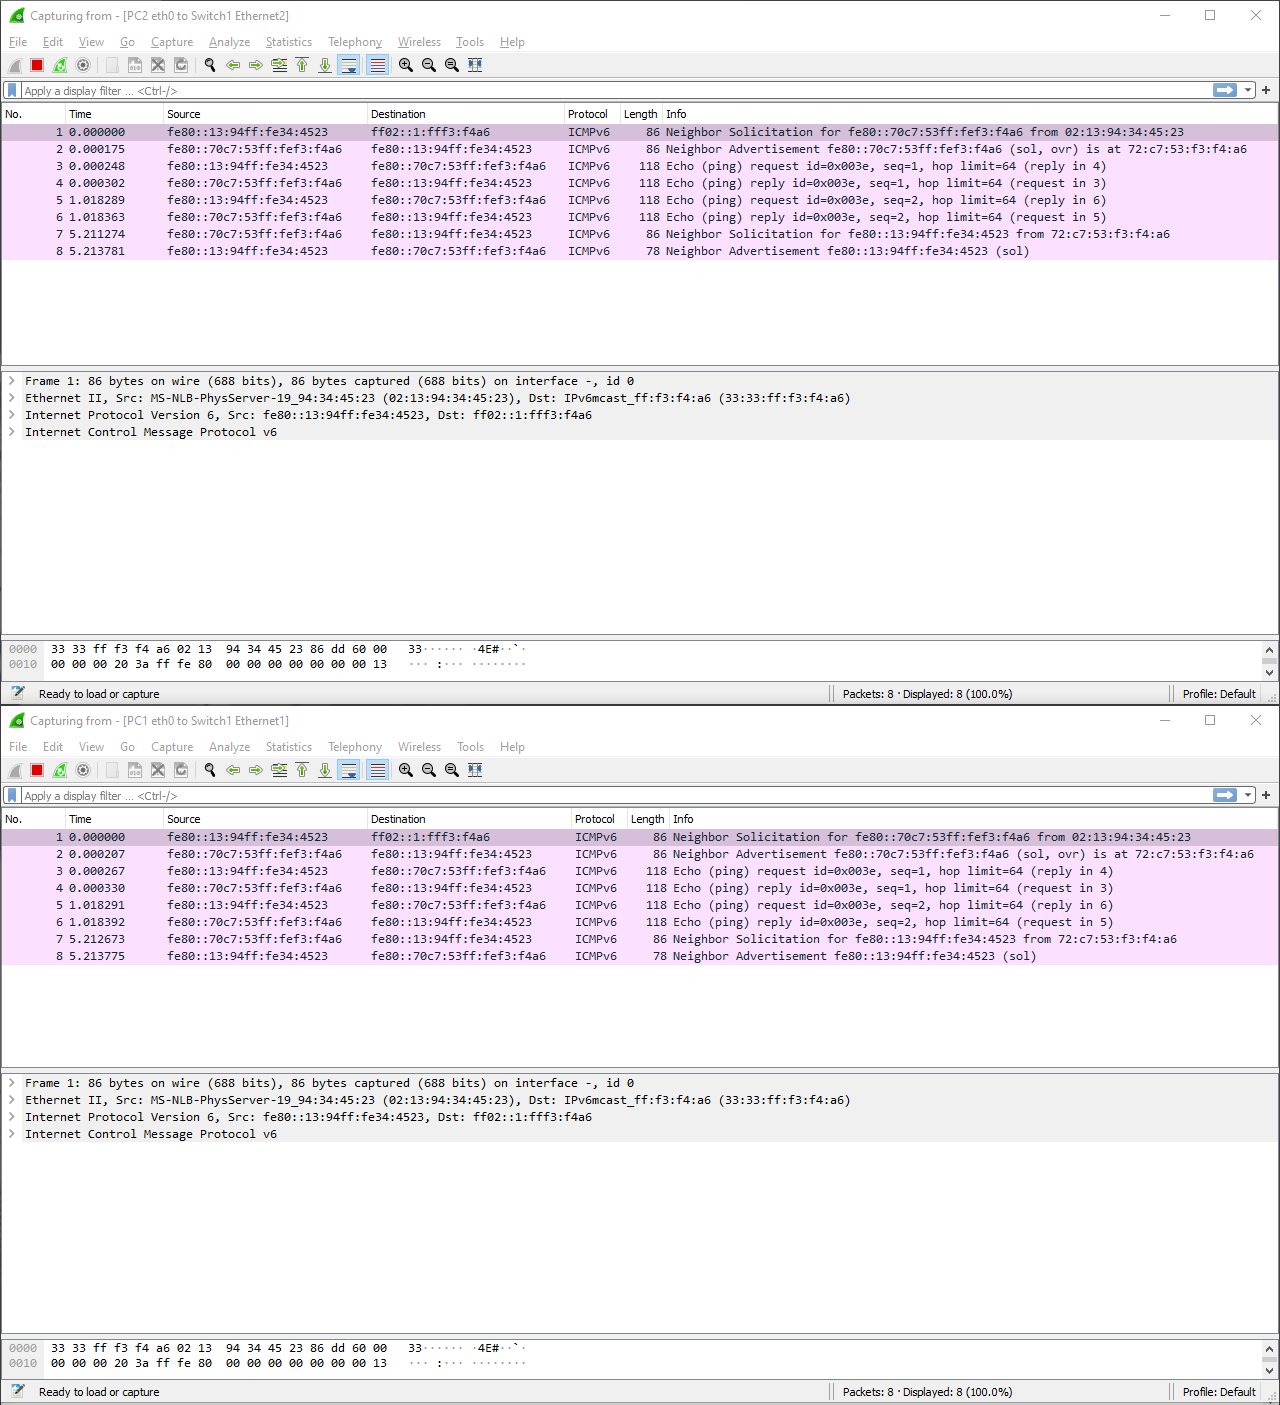 Capturing from - [PC2 eth0 to Switch1 Ethernet2]
File Edit View Go Capture Analyze Statistics Telephony Wireless Tools Help
Apply a display filter ... <Ctrl-/>
No. Time Source Destination Protocol Length Info
1 0.000000 fe80::13:94ff:fe34:4523 ff02::1:fff3:f4a6 ICMPv6 86 Neighbor Solicitation for fe80::70c7:53ff:fef3:f4a6 from 02:13:94:34:45:23
2 0.000175 fe80::70c7:53ff:fef3:f4a6 fe80::13:94ff:fe34:4523 ICMPv6 86 Neighbor Advertisement fe80::70c7:53ff:fef3:f4a6 (sol, ovr) is at 72:c7:53:f3:f4:a6
3 0.000248 fe80::13:94ff:fe34:4523 fe80::70c7:53ff:fef3:f4a6 ICMPv6 118 Echo (ping) request id=0x003e, seq=1, hop limit=64 (reply in 4)
4 0.000302 fe80::70c7:53ff:fef3:f4a6 fe80::13:94ff:fe34:4523 ICMPv6 118 Echo (ping) reply id=0x003e, seq=1, hop limit=64 (request in 3)
5 1.018289 fe80::13:94ff:fe34:4523 fe80::70c7:53ff:fef3:f4a6 ICMPv6 118 Echo (ping) request id=0x003e, seq=2, hop limit=64 (reply in 6)
6 1.018363 fe80::70c7:53ff:fef3:f4a6 fe80::13:94ff:fe34:4523 ICMPv6 118 Echo (ping) reply id=0x003e, seq=2, hop limit=64 (request in 5)
7 5.211274 fe80::70c7:53ff:fef3:f4a6 fe80::13:94ff:fe34:4523 ICMPv6 86 Neighbor Solicitation for fe80::13:94ff:fe34:4523 from 72:c7:53:f3:f4:a6
8 5.213781 fe80::13:94ff:fe34:4523 fe80::70c7:53ff:fef3:f4a6 ICMPv6 78 Neighbor Advertisement fe80::13:94ff:fe34:4523 (sol)
Frame 1: 86 bytes on wire (688 bits), 86 bytes captured (688 bits) on interface -, id 0
Ethernet II, Src: MS-NLB-PhysServer-19_94:34:45:23 (02:13:94:34:45:23), Dst: IPv6mcast_ff:f3:f4:a6 (33:33:ff:f3:f4:a6)
Internet Protocol Version 6, Src: fe80::13:94ff:fe34:4523, Dst: ff02::1:fff3:f4a6
Internet Control Message Protocol v6
0000 33 33 ff f3 f4 a6 02 13 94 34 45 23 86 dd 60 00 33······ ·4E#··`·
0010 00 00 00 20 3a ff fe 80 00 00 00 00 00 00 00 13 ··· :··· ········
Ready to load or capture Packets: 8 · Displayed: 8 (100.0%) Profile: Default
Capturing from - [PC1 eth0 to Switch1 Ethernet1]
File Edit View Go Capture Analyze Statistics Telephony Wireless Tools Help
Apply a display filter ... <Ctrl-/>
No. Time Source Destination Protocol Length Info
1 0.000000 fe80::13:94ff:fe34:4523 ff02::1:fff3:f4a6 ICMPv6 86 Neighbor Solicitation for fe80::70c7:53ff:fef3:f4a6 from 02:13:94:34:45:23
2 0.000207 fe80::70c7:53ff:fef3:f4a6 fe80::13:94ff:fe34:4523 ICMPv6 86 Neighbor Advertisement fe80::70c7:53ff:fef3:f4a6 (sol, ovr) is at 72:c7:53:f3:f4:a6
3 0.000267 fe80::13:94ff:fe34:4523 fe80::70c7:53ff:fef3:f4a6 ICMPv6 118 Echo (ping) request id=0x003e, seq=1, hop limit=64 (reply in 4)
4 0.000330 fe80::70c7:53ff:fef3:f4a6 fe80::13:94ff:fe34:4523 ICMPv6 118 Echo (ping) reply id=0x003e, seq=1, hop limit=64 (request in 3)
5 1.018291 fe80::13:94ff:fe34:4523 fe80::70c7:53ff:fef3:f4a6 ICMPv6 118 Echo (ping) request id=0x003e, seq=2, hop limit=64 (reply in 6)
6 1.018392 fe80::70c7:53ff:fef3:f4a6 fe80::13:94ff:fe34:4523 ICMPv6 118 Echo (ping) reply id=0x003e, seq=2, hop limit=64 (request in 5)
7 5.212673 fe80::70c7:53ff:fef3:f4a6 fe80::13:94ff:fe34:4523 ICMPv6 86 Neighbor Solicitation for fe80::13:94ff:fe34:4523 from 72:c7:53:f3:f4:a6
8 5.213775 fe80::13:94ff:fe34:4523 fe80::70c7:53ff:fef3:f4a6 ICMPv6 78 Neighbor Advertisement fe80::13:94ff:fe34:4523 (sol)
Frame 1: 86 bytes on wire (688 bits), 86 bytes captured (688 bits) on interface -, id 0
Ethernet II, Src: MS-NLB-PhysServer-19_94:34:45:23 (02:13:94:34:45:23), Dst: IPv6mcast_ff:f3:f4:a6 (33:33:ff:f3:f4:a6)
Internet Protocol Version 6, Src: fe80::13:94ff:fe34:4523, Dst: ff02::1:fff3:f4a6
Internet Control Message Protocol v6
0000 33 33 ff f3 f4 a6 02 13 94 34 45 23 86 dd 60 00 33······ ·4E#··`·
0010 00 00 00 20 3a ff fe 80 00 00 00 00 00 00 00 13 ··· :··· ········
Ready to load or capture Packets: 8 · Displayed: 8 (100.0%) Profile: Default